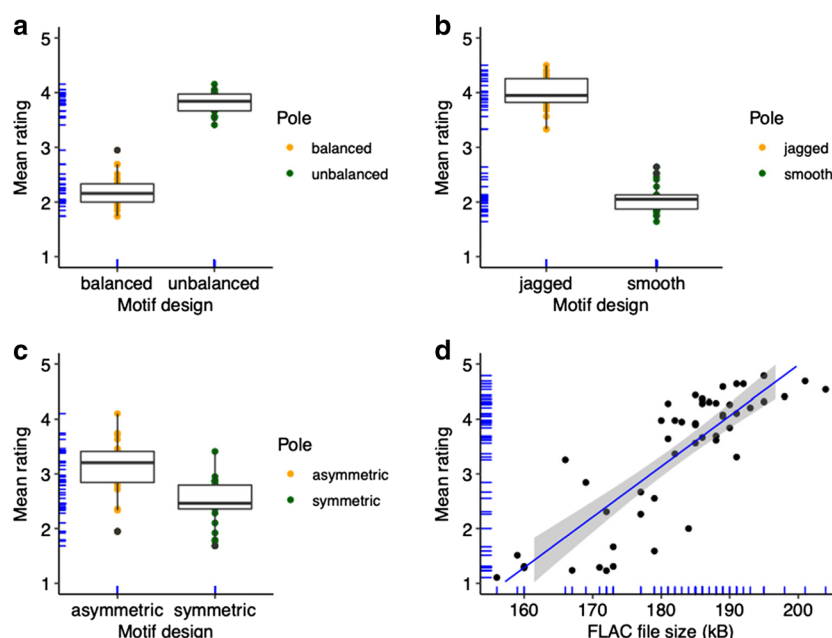 a
5
4
3
2
1
Mean rating
balanced unbalanced
Motif design
Pole
balanced
unbalanced
b
5
4
3
2
1
Mean rating
jagged smooth
Motif design
Pole
jagged
smooth
c
5
4
3
2
1
Mean rating
asymmetric symmetric
Motif design
Pole
asymmetric
symmetric
d
5
4
3
2
1
Mean rating
160 170 180 190 200
FLAC file size (kB)